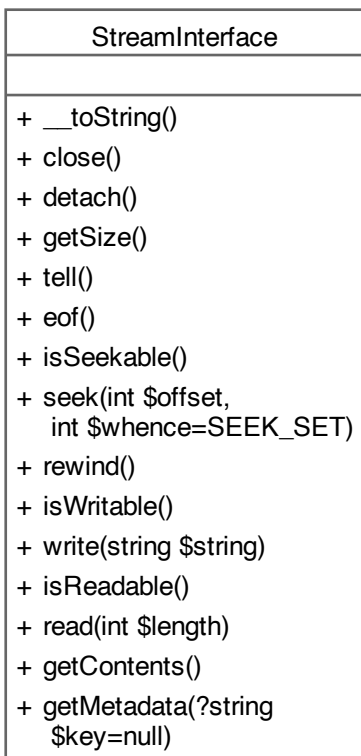 StreamInterface
+ __toString()
+ close()
+ detach()
+ getSize()
+ tell()
+ eof()
+ isSeekable()
+ seek(int $offset,
int $whence=SEEK_SET)
+ rewind()
+ isWritable()
+ write(string $string)
+ isReadable()
+ read(int $length)
+ getContents()
+ getMetadata(?string
$key=null)